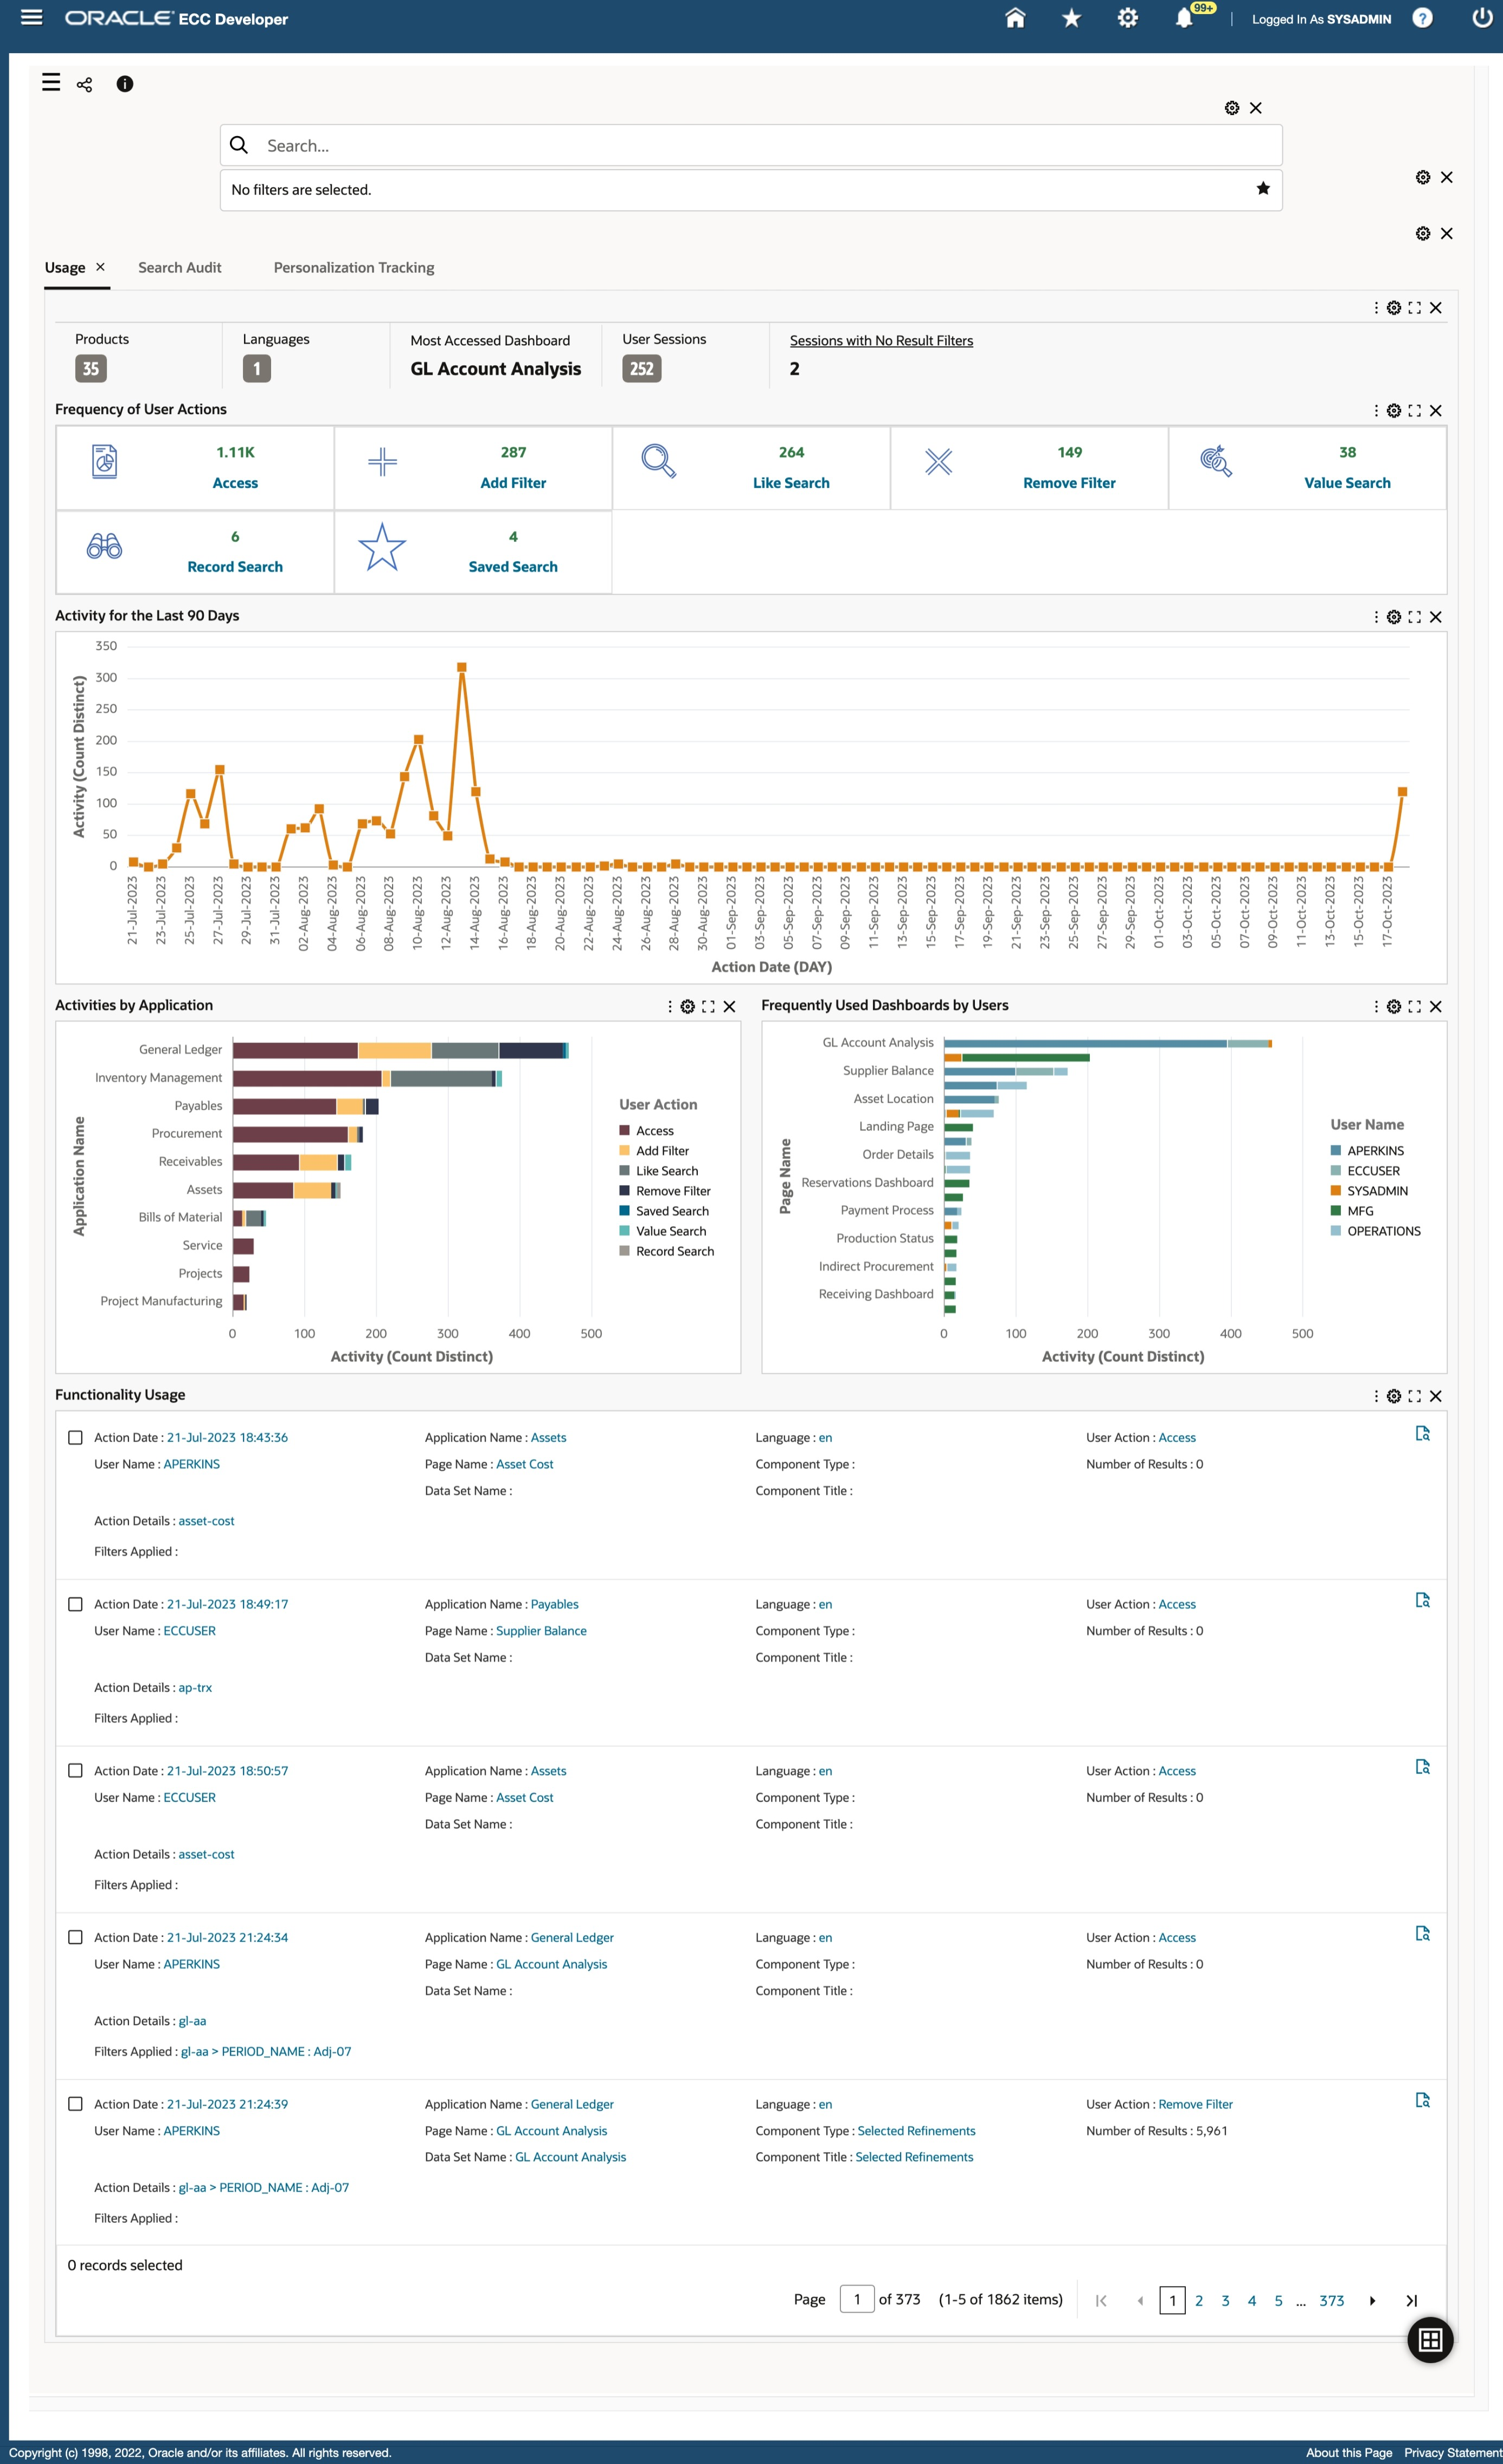 ORACLE ECC Developer
99+
Logged In As SYSADMIN
?
Search...
No filters are selected.
Usage × Search Audit Personalization Tracking
Products Languages Most Accessed Dashboard User Sessions Sessions with No Result Filters
35 1 GL Account Analysis 252 2
Frequency of User Actions
1.11K 287 264 149 38
Access Add Filter Like Search Remove Filter Value Search
6 4
Record Search Saved Search
Activity for the Last 90 Days
Activity (Count Distinct)
350
300
250
200
150
100
50
0
21-Jul-2023
23-Jul-2023
25-Jul-2023
27-Jul-2023
29-Jul-2023
31-Jul-2023
02-Aug-2023
04-Aug-2023
06-Aug-2023
08-Aug-2023
10-Aug-2023
12-Aug-2023
14-Aug-2023
16-Aug-2023
18-Aug-2023
20-Aug-2023
22-Aug-2023
24-Aug-2023
26-Aug-2023
28-Aug-2023
30-Aug-2023
01-Sep-2023
03-Sep-2023
05-Sep-2023
07-Sep-2023
09-Sep-2023
11-Sep-2023
13-Sep-2023
15-Sep-2023
17-Sep-2023
19-Sep-2023
21-Sep-2023
23-Sep-2023
25-Sep-2023
27-Sep-2023
29-Sep-2023
01-Oct-2023
03-Oct-2023
05-Oct-2023
07-Oct-2023
09-Oct-2023
11-Oct-2023
13-Oct-2023
15-Oct-2023
17-Oct-2023
Action Date (DAY)
Activities by Application
Application Name
General Ledger
Inventory Management
Payables
Procurement
Receivables
Assets
Bills of Material
Service
Projects
Project Manufacturing
0 100 200 300 400 500
Activity (Count Distinct)
User Action
Access
Add Filter
Like Search
Remove Filter
Saved Search
Value Search
Record Search
Frequently Used Dashboards by Users
Page Name
GL Account Analysis
Supplier Balance
Asset Location
Landing Page
Order Details
Reservations Dashboard
Payment Process
Production Status
Indirect Procurement
Receiving Dashboard
0 100 200 300 400 500
Activity (Count Distinct)
User Name
APERKINS
ECCUSER
SYSADMIN
MFG
OPERATIONS
Functionality Usage
Action Date : 21-Jul-2023 18:43:36 Application Name : Assets Language : en User Action : Access
User Name : APERKINS Page Name : Asset Cost Component Type : Number of Results : 0
Data Set Name : Component Title :
Action Details : asset-cost
Filters Applied :
Action Date : 21-Jul-2023 18:49:17 Application Name : Payables Language : en User Action : Access
User Name : ECCUSER Page Name : Supplier Balance Component Type : Number of Results : 0
Data Set Name : Component Title :
Action Details : ap-trx
Filters Applied :
Action Date : 21-Jul-2023 18:50:57 Application Name : Assets Language : en User Action : Access
User Name : ECCUSER Page Name : Asset Cost Component Type : Number of Results : 0
Data Set Name : Component Title :
Action Details : asset-cost
Filters Applied :
Action Date : 21-Jul-2023 21:24:34 Application Name : General Ledger Language : en User Action : Access
User Name : APERKINS Page Name : GL Account Analysis Component Type : Number of Results : 0
Data Set Name : Component Title :
Action Details : gl-aa
Filters Applied : gl-aa > PERIOD_NAME : Adj-07
Action Date : 21-Jul-2023 21:24:39 Application Name : General Ledger Language : en User Action : Remove Filter
User Name : APERKINS Page Name : GL Account Analysis Component Type : Selected Refinements Number of Results : 5,961
Data Set Name : GL Account Analysis Component Title : Selected Refinements
Action Details : gl-aa > PERIOD_NAME : Adj-07
Filters Applied :
0 records selected
Page 1 of 373 (1-5 of 1862 items) 1 2 3 4 5 ... 373
Copyright (c) 1998, 2022, Oracle and/or its affiliates. All rights reserved. About this Page Privacy Statement